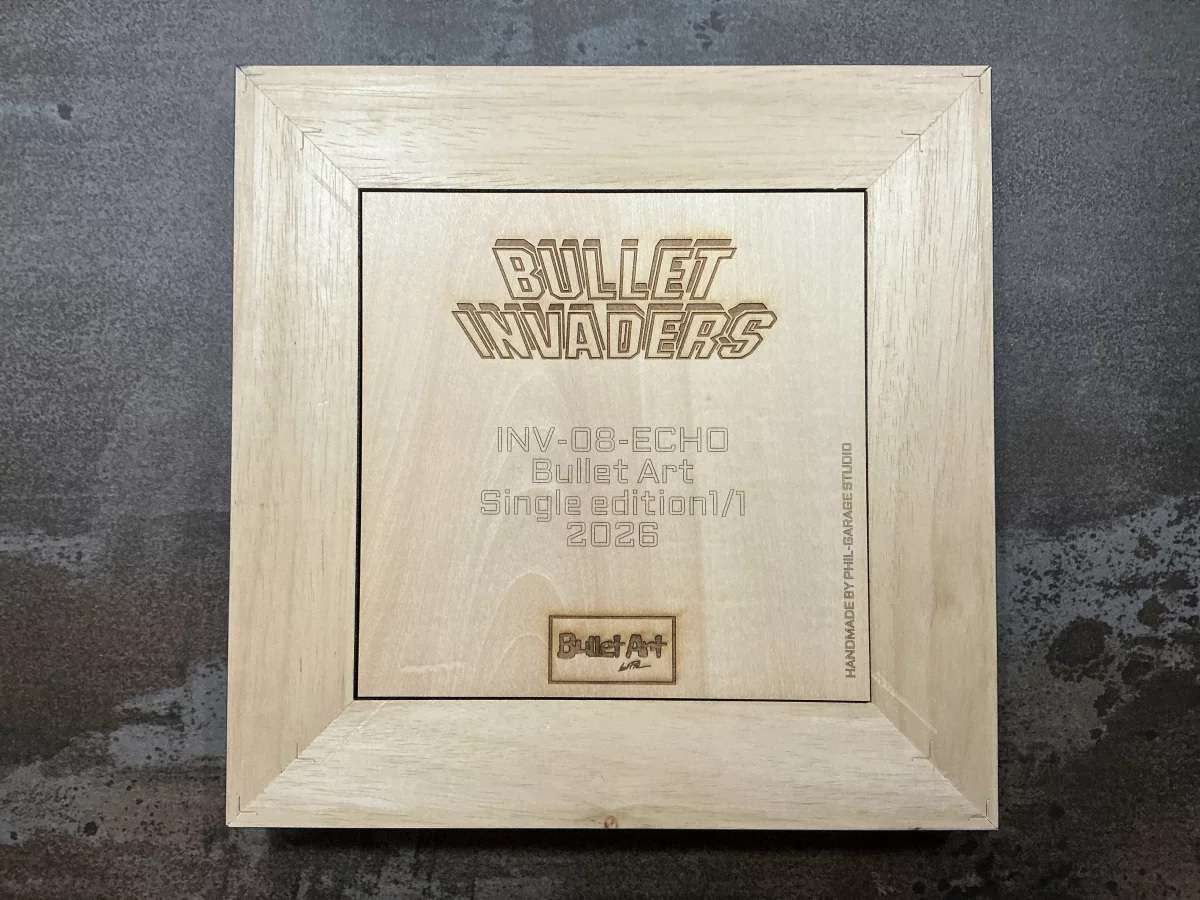 BULLET
INVADERS
INV-08-ECHO
Bullet Art
Single edition1/1
2026
HANDMADE BY PHIL-GARAGE STUDIO
Bullet Art